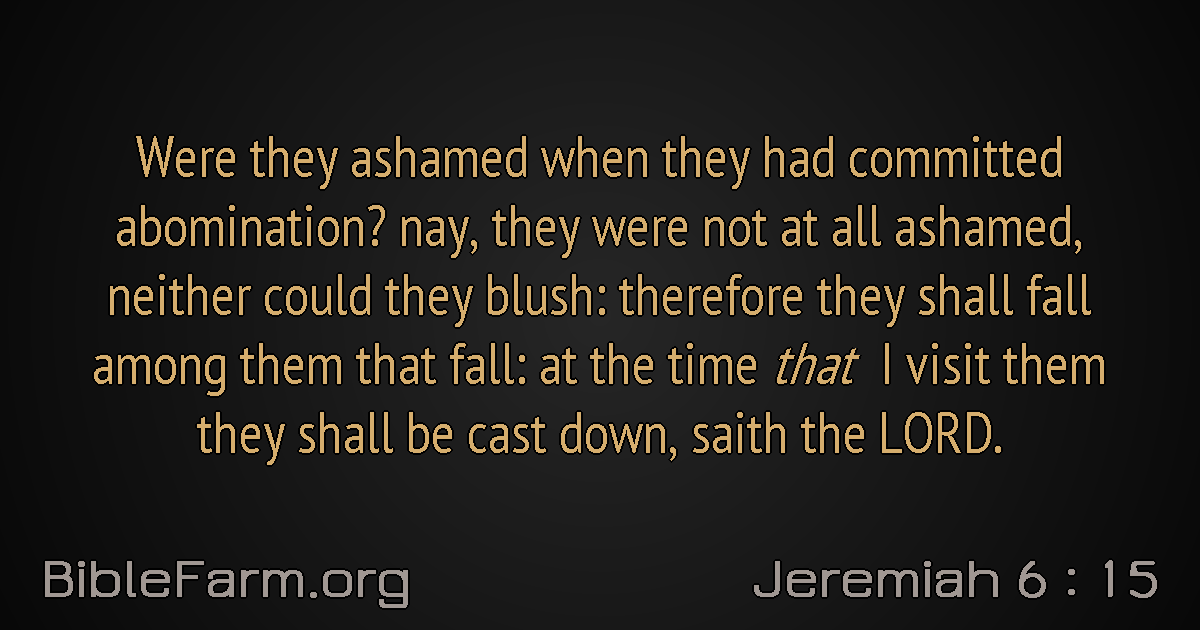 Were they ashamed when they had committed
abomination? nay, they were not at all ashamed,
neither could they blush: therefore they shall fall
among them that fall: at the time that I visit them
they shall be cast down, saith the LORD.
BibleFarm.org
Jeremiah 6 : 15